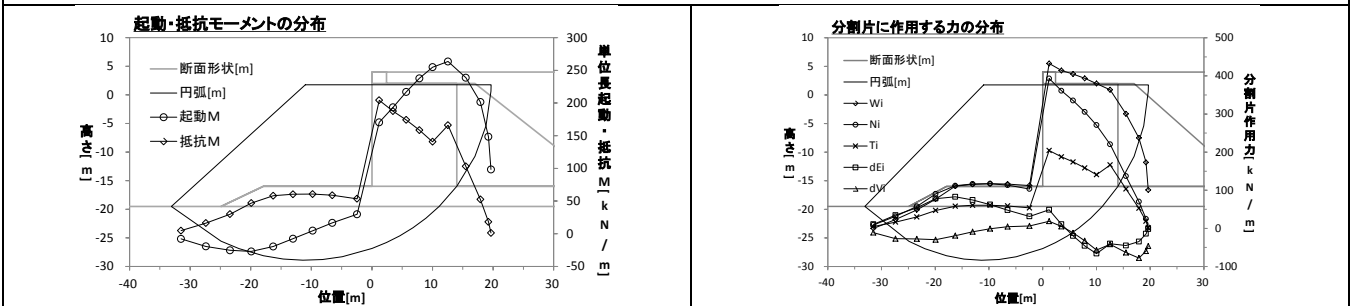 起動・抵抗モーメントの分布
10
5
0
-5
-10
-15
-20
-25
-30
高さ[m]
断面形状[m]
円弧[m]
起動M
抵抗M
300
250
200
150
100
50
0
-50
単位長起動・抵抗M[kN/m]
-40 -30 -20 -10 0 10 20 30
位置[m]
分割片に作用する力の分布
10
5
0
-5
-10
-15
-20
-25
-30
高さ[m]
断面形状[m]
円弧[m]
Wi
Ni
Ti
dEi
dVi
500
400
300
200
100
0
-100
分割片作用力[kN/m]
-40 -30 -20 -10 0 10 20 30
位置[m]